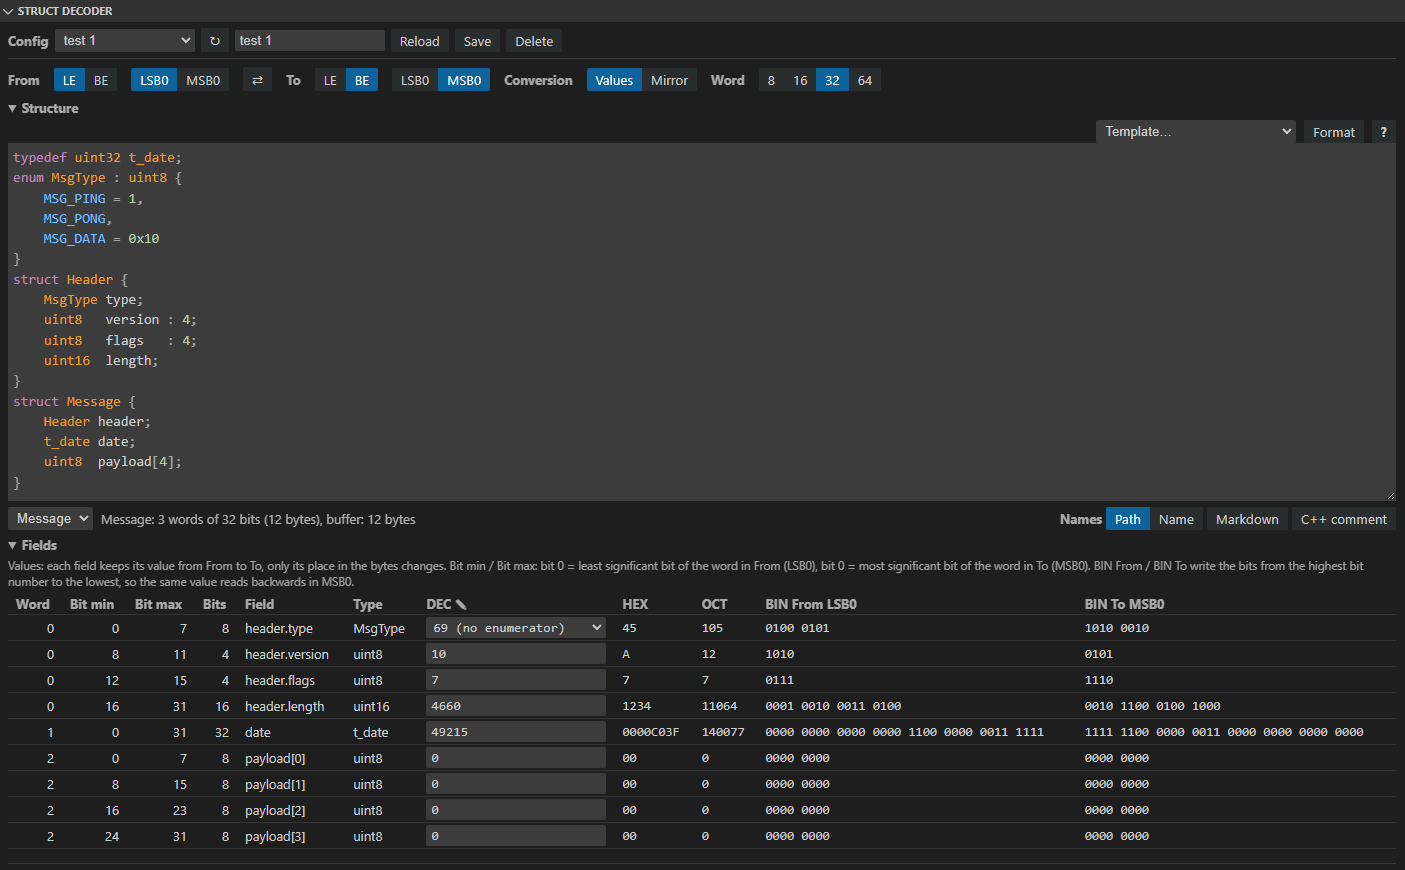 STRUCT DECODER
Config test 1 ↻ test 1 Reload Save Delete
From LE BE LSB0 MSB0 ⇄ To LE BE LSB0 MSB0 Conversion Values Mirror Word 8 16 32 64
▼ Structure
Template... Format ?
typedef uint32 t_date;
enum MsgType : uint8 {
    MSG_PING = 1,
    MSG_PONG,
    MSG_DATA = 0x10
}
struct Header {
    MsgType type;
    uint8   version : 4;
    uint8   flags   : 4;
    uint16  length;
}
struct Message {
    Header header;
    t_date date;
    uint8  payload[4];
}
Message Message: 3 words of 32 bits (12 bytes), buffer: 12 bytes Names Path Name Markdown C++ comment
▼ Fields
Values: each field keeps its value from From to To, only its place in the bytes changes. Bit min / Bit max: bit 0 = least significant bit of the word in From (LSB0), bit 0 = most significant bit of the word in To (MSB0). BIN From / BIN To write the bits from the highest bit
number to the lowest, so the same value reads backwards in MSB0.
Word Bit min Bit max Bits Field Type DEC ✎ HEX OCT BIN From LSB0 BIN To MSB0
0 0 7 8 header.type MsgType 69 (no enumerator) 45 105 0100 0101 1010 0010
0 8 11 4 header.version uint8 10 A 12 1010 0101
0 12 15 4 header.flags uint8 7 7 7 0111 1110
0 16 31 16 header.length uint16 4660 1234 11064 0001 0010 0011 0100 0010 1100 0100 1000
1 0 31 32 date t_date 49215 0000C03F 140077 0000 0000 0000 0000 1100 0000 0011 1111 1111 1100 0000 0011 0000 0000 0000 0000
2 0 7 8 payload[0] uint8 0 00 0 0000 0000 0000 0000
2 8 15 8 payload[1] uint8 0 00 0 0000 0000 0000 0000
2 16 23 8 payload[2] uint8 0 00 0 0000 0000 0000 0000
2 24 31 8 payload[3] uint8 0 00 0 0000 0000 0000 0000